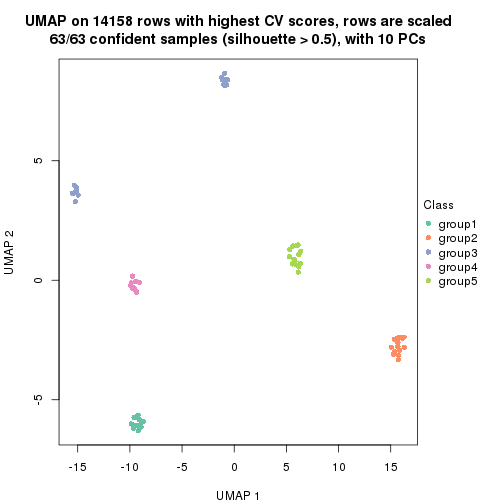 UMAP on 14158 rows with highest CV scores, rows are scaled
63/63 confident samples (silhouette > 0.5), with 10 PCs
5
0
-5
UMAP 2
-15
-10
-5
0
5
10
15
UMAP 1
Class
group1
group2
group3
group4
group5